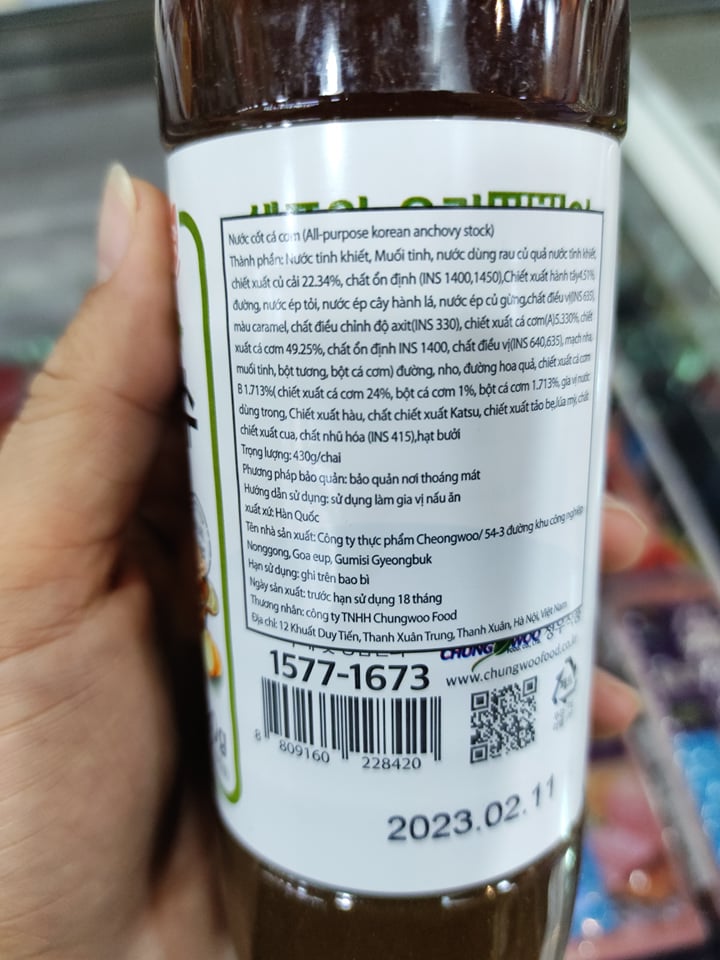 Nước cốt cá cơm (All-purpose korean anchovy stock)
Thành phần: Nước tinh khiết, Muối tinh, nước dùng rau củ quả nước tinh khiết,
chiết xuất củ cải 22.34%, chất ổn định (INS 1400,1450),Chiết xuất hành tây4.51%
đường, nước ép tỏi, nước ép cây hành lá, nước ép củ gừng,chất điều vị(INS 635),
màu caramel, chất điều chỉnh độ axit(INS 330), chiết xuất cá cơm(A)5.330% chiết
xuất cá cơm 49.25%, chất ổn định INS 1400, chất điều vị(INS 640,635), mạch nha,
muối tinh, bột tương, bột cá cơm) đường, nho, đường hoa quả, chiết xuất cá cơm
B 1.713%( chiết xuất cá cơm 24%, bột cá cơm 1%, bột cá cơm 1.713%, gia vị nước
dùng trong, Chiết xuất hàu, chất chiết xuất Katsu, chiết xuất tảo bẹ,lúa mỳ, chất
chiết xuất cua, chất nhũ hóa (INS 415),hạt bưởi
Trọng lượng: 430g/chai
Phương pháp bảo quản: bảo quản nơi thoáng mát
Hướng dẫn sử dụng: sử dụng làm gia vị nấu ăn
xuất xứ: Hàn Quốc
Tên nhà sản xuất: Công ty thực phẩm Cheongwoo/ 54-3 đường khu công nghiệp
Nonggong, Goa eup, Gumisi Gyeongbuk
Hạn sử dụng: ghi trên bao bì
Ngày sản xuất: trước hạn sử dụng 18 tháng
Thương nhân: công ty TNHH Chungwoo Food
Địa chỉ: 12 Khuất Duy Tiến, Thanh Xuân Trung, Thanh Xuân, Hà Nội, Việt Nam
CHUNGWOO
1577-1673
www.chungwoofood.co.kr
8 809160 228420
2023.02.11